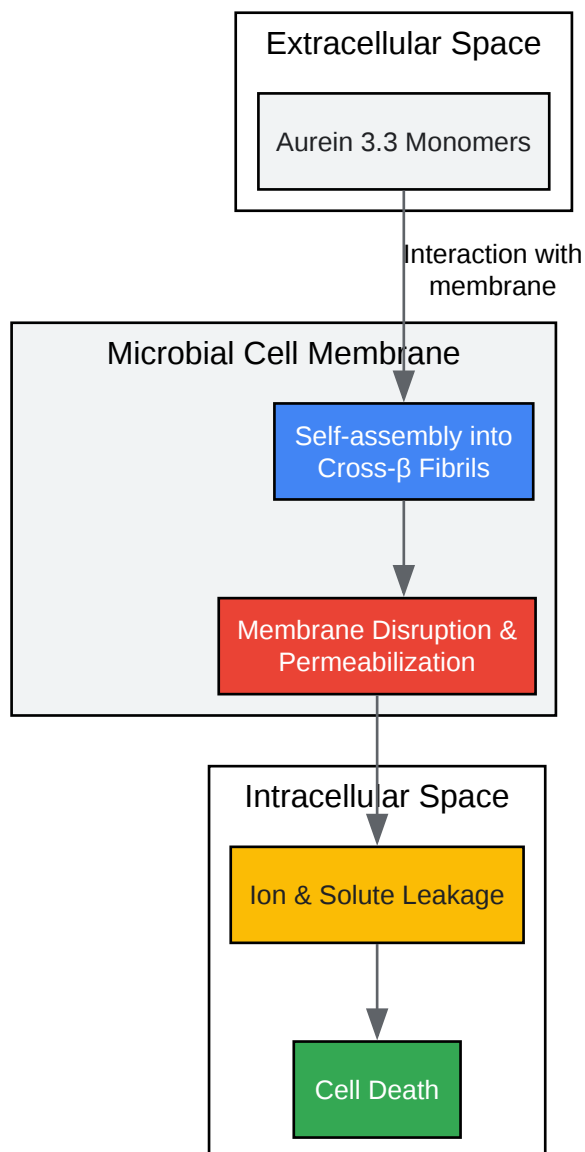 Extracellular Space
Aurein 3.3 Monomers
Interaction with
membrane
Microbial Cell Membrane
Self-assembly into
Cross-β Fibrils
Membrane Disruption &
Permeabilization
Intracellular Space
Ion & Solute Leakage
Cell Death